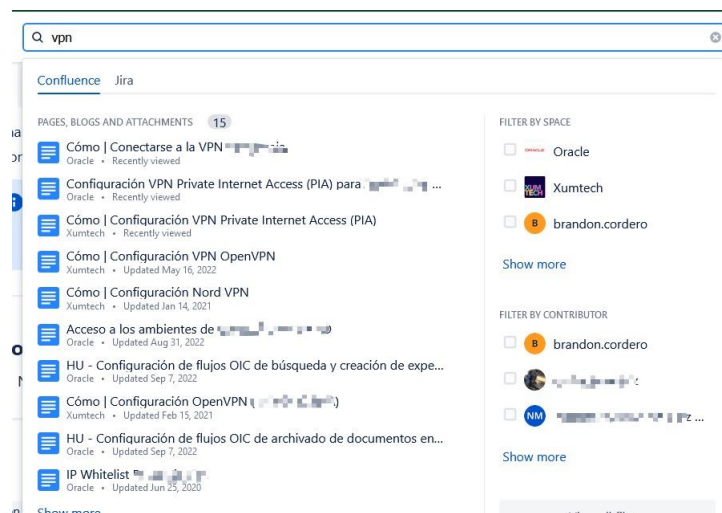 vpn
Confluence Jira
PAGES, BLOGS AND ATTACHMENTS 15
Cómo | Conectarse a la VPN
Oracle • Recently viewed
Configuración VPN Private Internet Access (PIA) para ...
Oracle • Recently viewed
Cómo | Configuración VPN Private Internet Access (PIA)
Xumtech • Recently viewed
Cómo | Configuración VPN OpenVPN
Xumtech • Updated May 16, 2022
Cómo | Configuración Nord VPN
Xumtech • Updated Jan 14, 2021
Acceso a los ambientes de
Oracle • Updated Aug 31, 2022
HU - Configuración de flujos OIC de búsqueda y creación de expe...
Oracle • Updated Sep 7, 2022
Cómo | Configuración OpenVPN ( )
Xumtech • Updated Feb 15, 2021
HU - Configuración de flujos OIC de archivado de documentos en...
Oracle • Updated Sep 7, 2022
IP Whitelist
Oracle • Updated Jun 25, 2020
Show more
FILTER BY SPACE
ORACLE Oracle
XUM TECH Xumtech
B brandon.cordero
Show more
FILTER BY CONTRIBUTOR
B brandon.cordero
NM ...
Show more